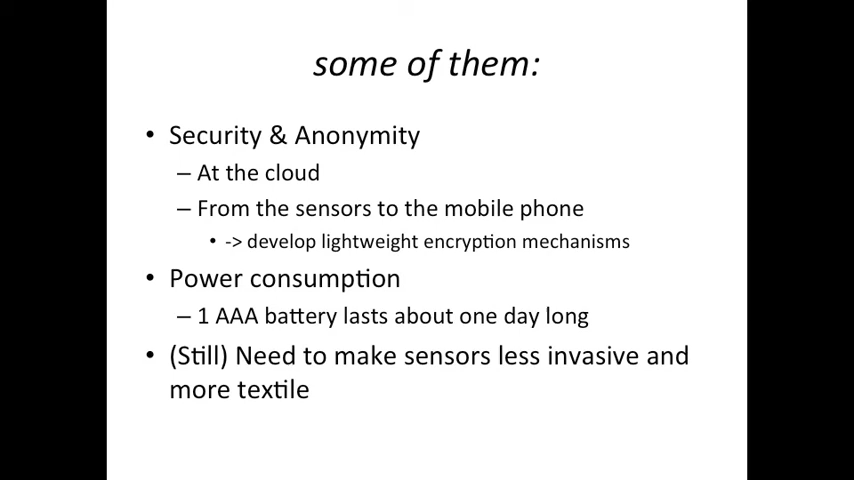 some of them:
• Security & Anonymity
– At the cloud
– From the sensors to the mobile phone
• -> develop lightweight encryption mechanisms
• Power consumption
– 1 AAA battery lasts about one day long
• (Still) Need to make sensors less invasive and
more textile